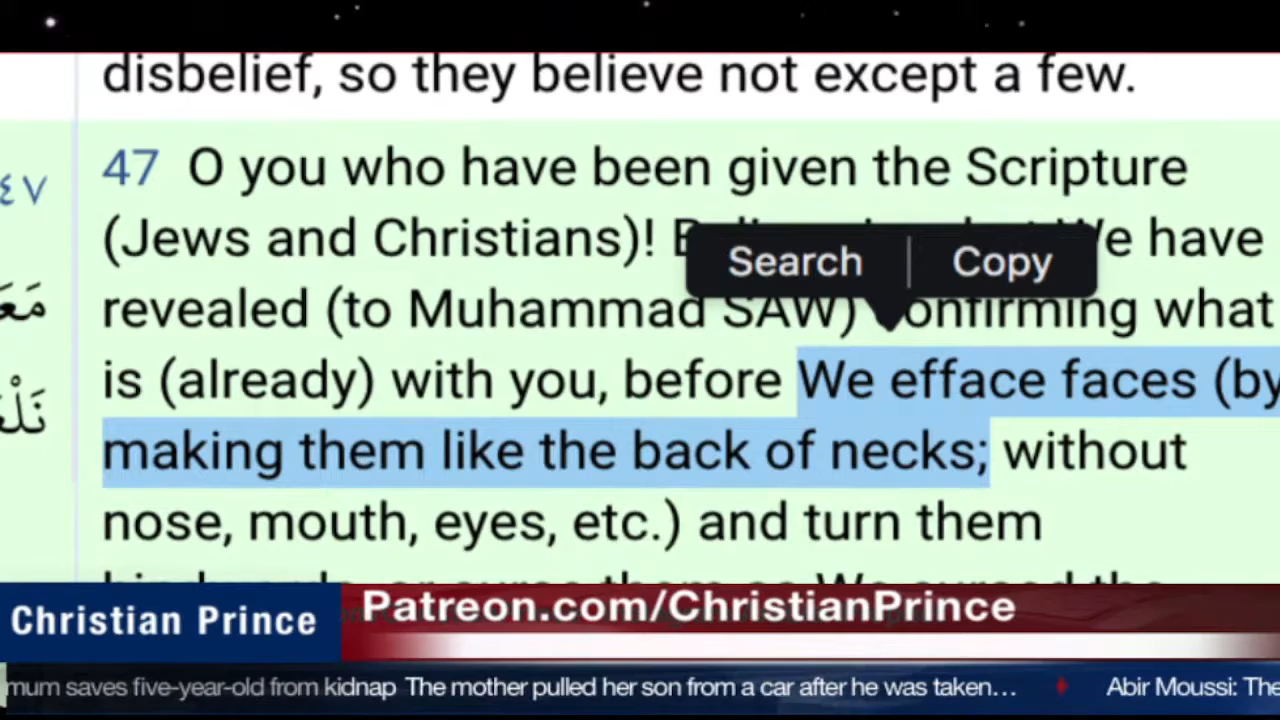 disbelief, so they believe not except a few.
٤٧
47 O you who have been given the Scripture
(Jews and Christians)! We have
revealed (to Muhammad SAW) confirming what
is (already) with you, before We efface faces (by
making them like the back of necks; without
nose, mouth, eyes, etc.) and turn them
Search Copy
Christian Prince
Patreon.com/ChristianPrince
mum saves five-year-old from kidnap The mother pulled her son from a car after he was taken... Abir Moussi: The